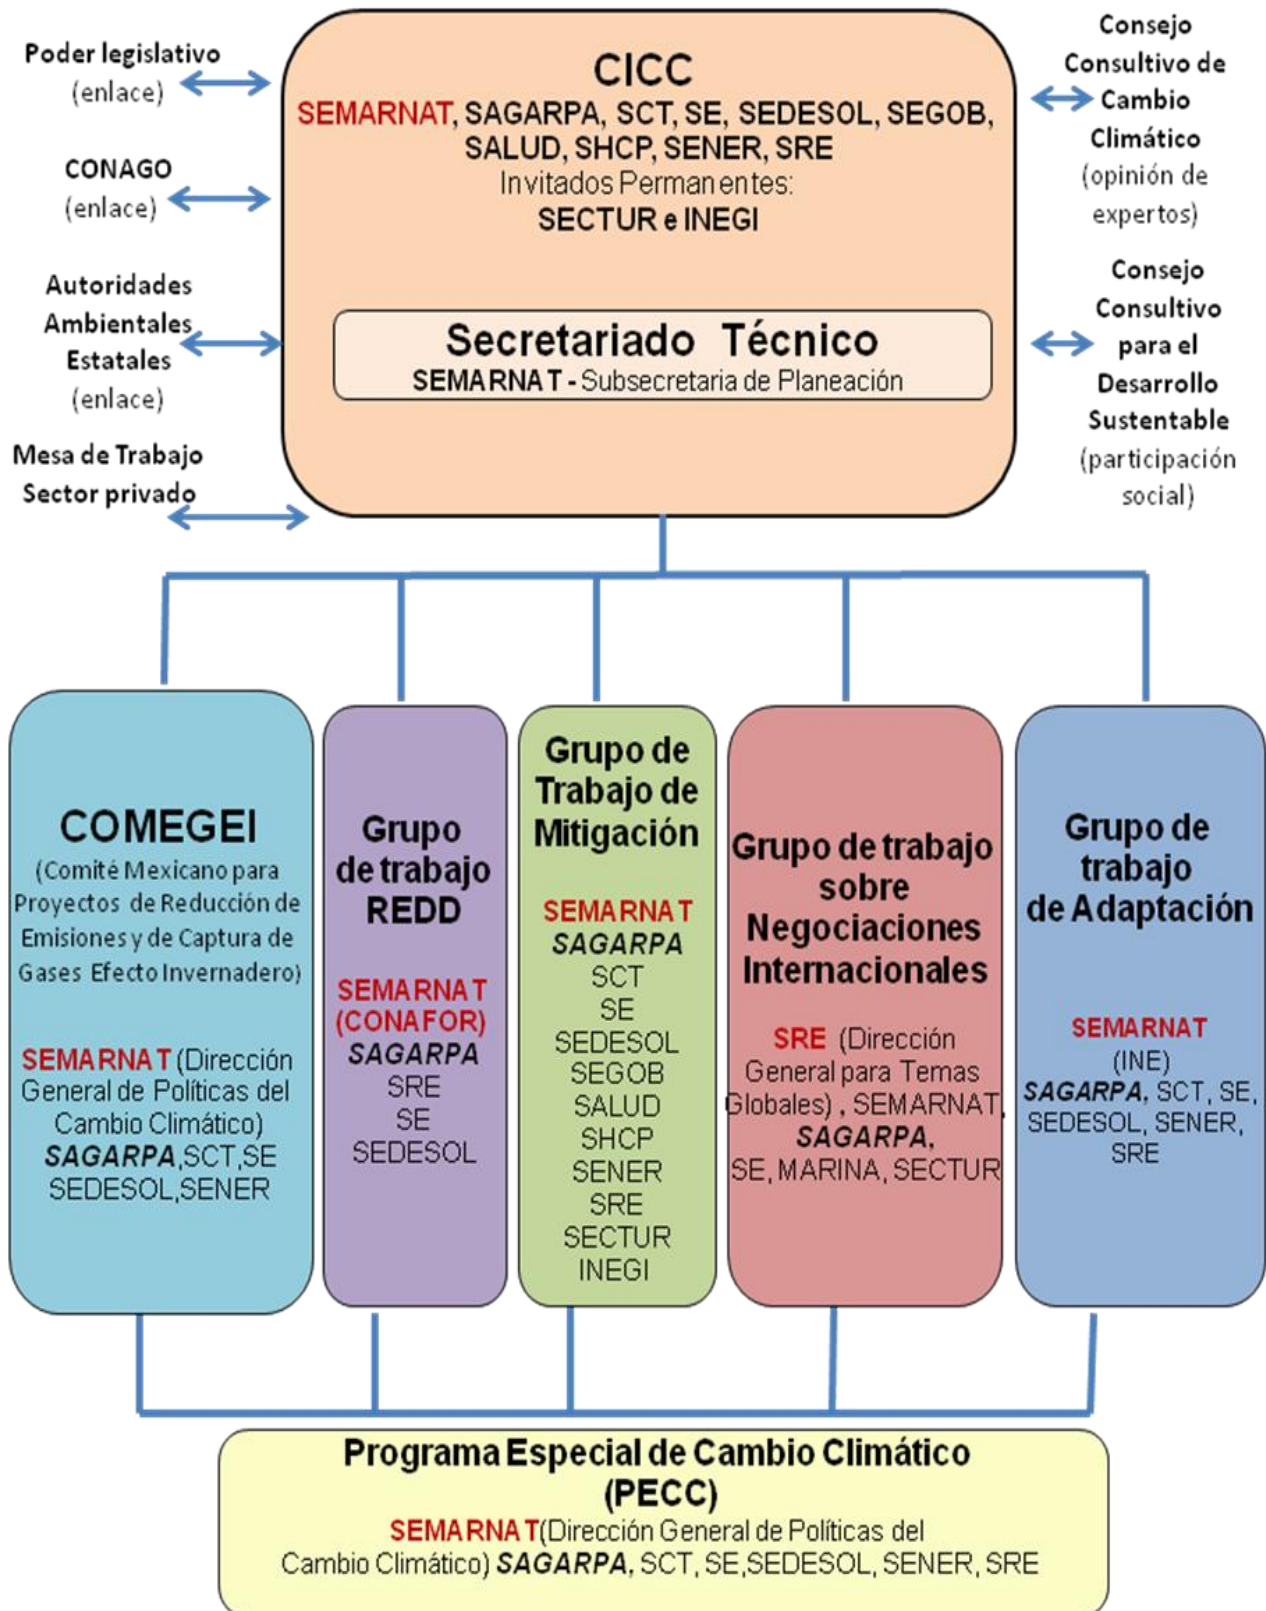 Poder legislativo
(enlace)
CONAGO
(enlace)
Autoridades
Ambientales
Estatales
(enlace)
Mesa de Trabajo
Sector privado
CICC
SEMARNAT, SAGARPA, SCT, SE, SEDESOL, SEGOB,
SALUD, SHCP, SENER, SRE
Invitados Permanentes:
SECTUR e INEGI
Secretariado Técnico
SEMARNAT - Subsecretaria de Planeación
Consejo
Consultivo de
Cambio
Climático
(opinión de
expertos)
Consejo
Consultivo
para el
Desarrollo
Sustentable
(participación
social)
COMEGEI
(Comité Mexicano para
Proyectos de Reducción de
Emisiones y de Captura de
Gases Efecto Invernadero)
SEMARNAT (Dirección
General de Políticas del
Cambio Climático)
SAGARPA,SCT,SE
SEDESOL,SENER
Grupo
de trabajo
REDD
SEMARNAT
(CONAFOR)
SAGARPA
SRE
SE
SEDESOL
Grupo de
Trabajo de
Mitigación
SEMARNAT
SAGARPA
SCT
SE
SEDESOL
SEGOB
SALUD
SHCP
SENER
SRE
SECTUR
INEGI
Grupo de trabajo
sobre
Negociaciones
Internacionales
SRE (Dirección
General para Temas
Globales) , SEMARNAT,
SAGARPA,
SE, MARINA, SECTUR
Grupo de
trabajo
de Adaptación
SEMARNAT
(INE)
SAGARPA, SCT, SE,
SEDESOL, SENER,
SRE
Programa Especial de Cambio Climático
(PECC)
SEMARNAT(Dirección General de Políticas del
Cambio Climático) SAGARPA, SCT, SE,SEDESOL, SENER, SRE